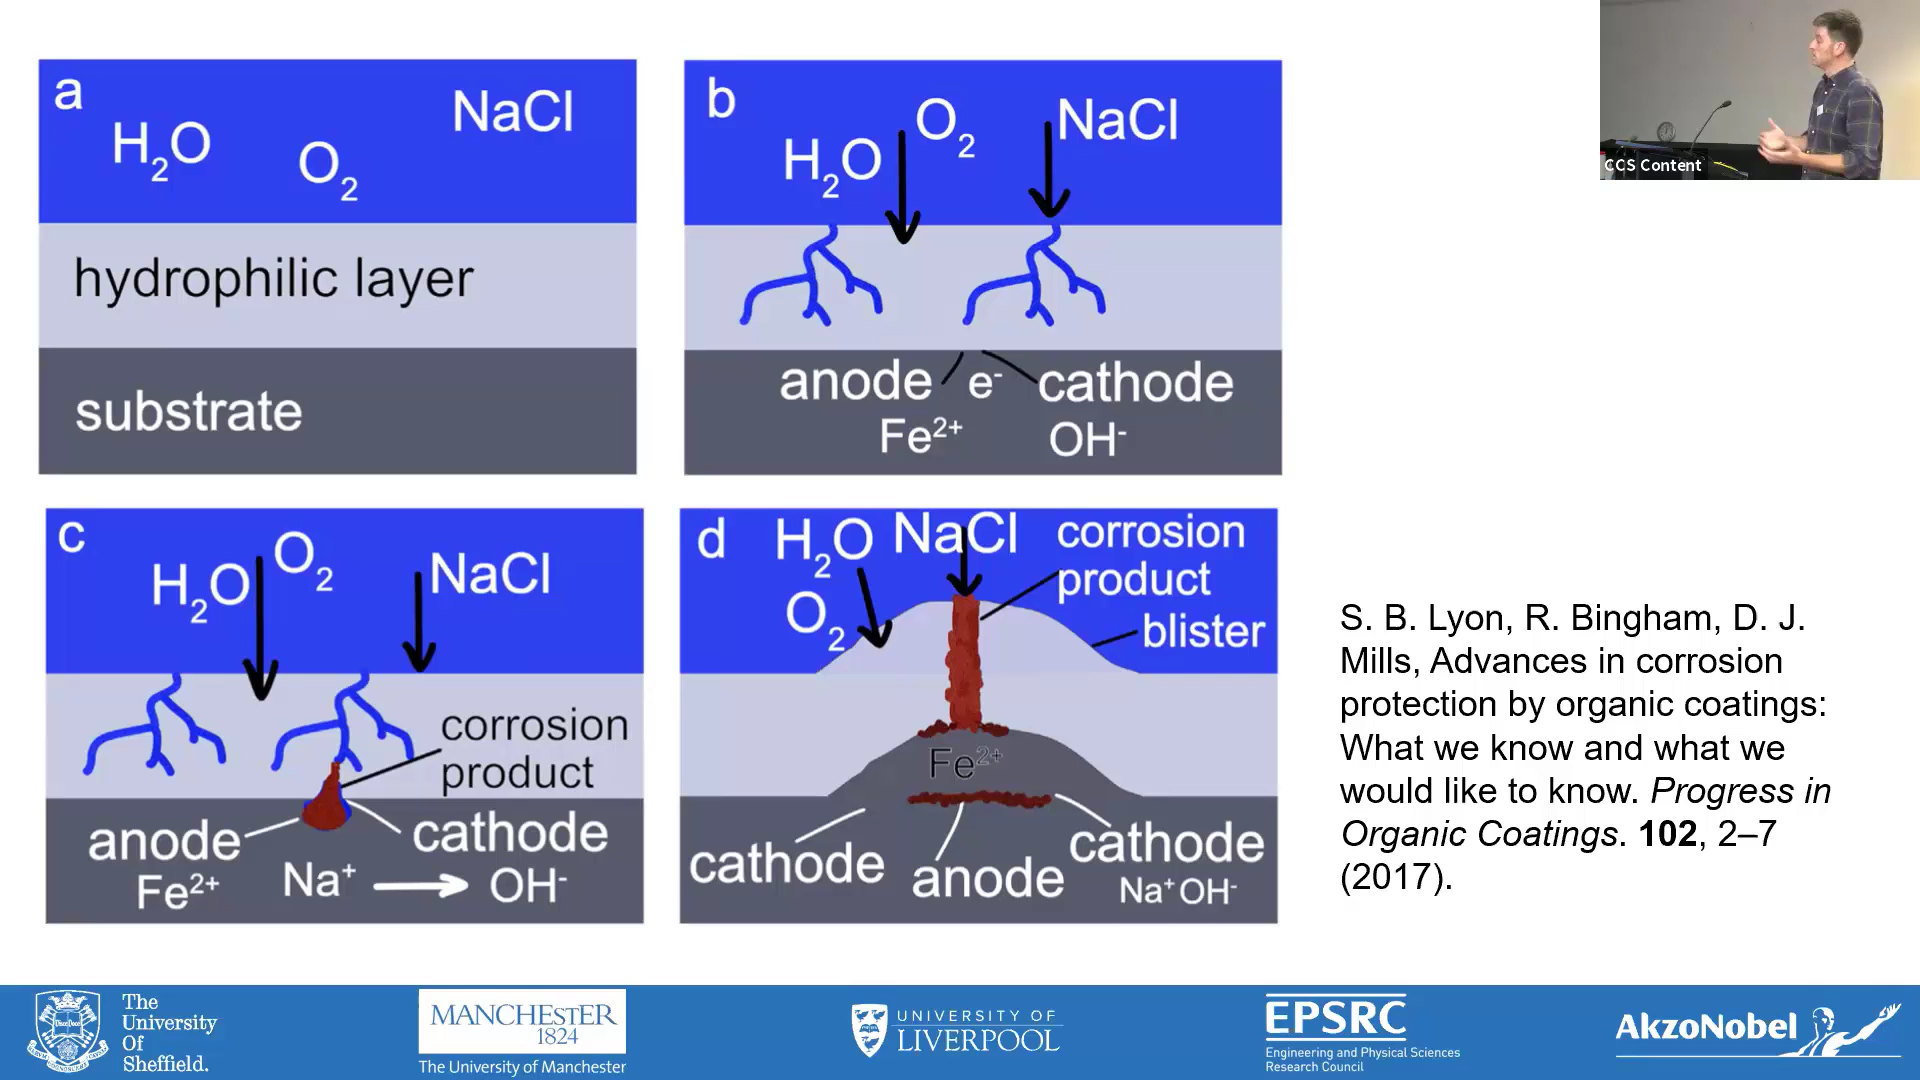 a
NaCl
H₂O
O₂
hydrophilic layer
substrate
b
O₂
NaCl
H₂O
anode e⁻ cathode
Fe²⁺ OH⁻
c
O₂
NaCl
H₂O
corrosion
product
anode
cathode
Fe²⁺
Na⁺
OH⁻
d
H₂O NaCl
O₂
corrosion
product
blister
Fe²⁺
cathode
anode
cathode
Na⁺ OH⁻
CCS Content
S. B. Lyon, R. Bingham, D. J.
Mills, Advances in corrosion
protection by organic coatings:
What we know and what we
would like to know. Progress in
Organic Coatings. 102, 2–7
(2017).
The
University
Of
Sheffield.
MANCHESTER
1824
The University of Manchester
UNIVERSITY OF
LIVERPOOL
EPSRC
Engineering and Physical Sciences
Research Council
AkzoNobel